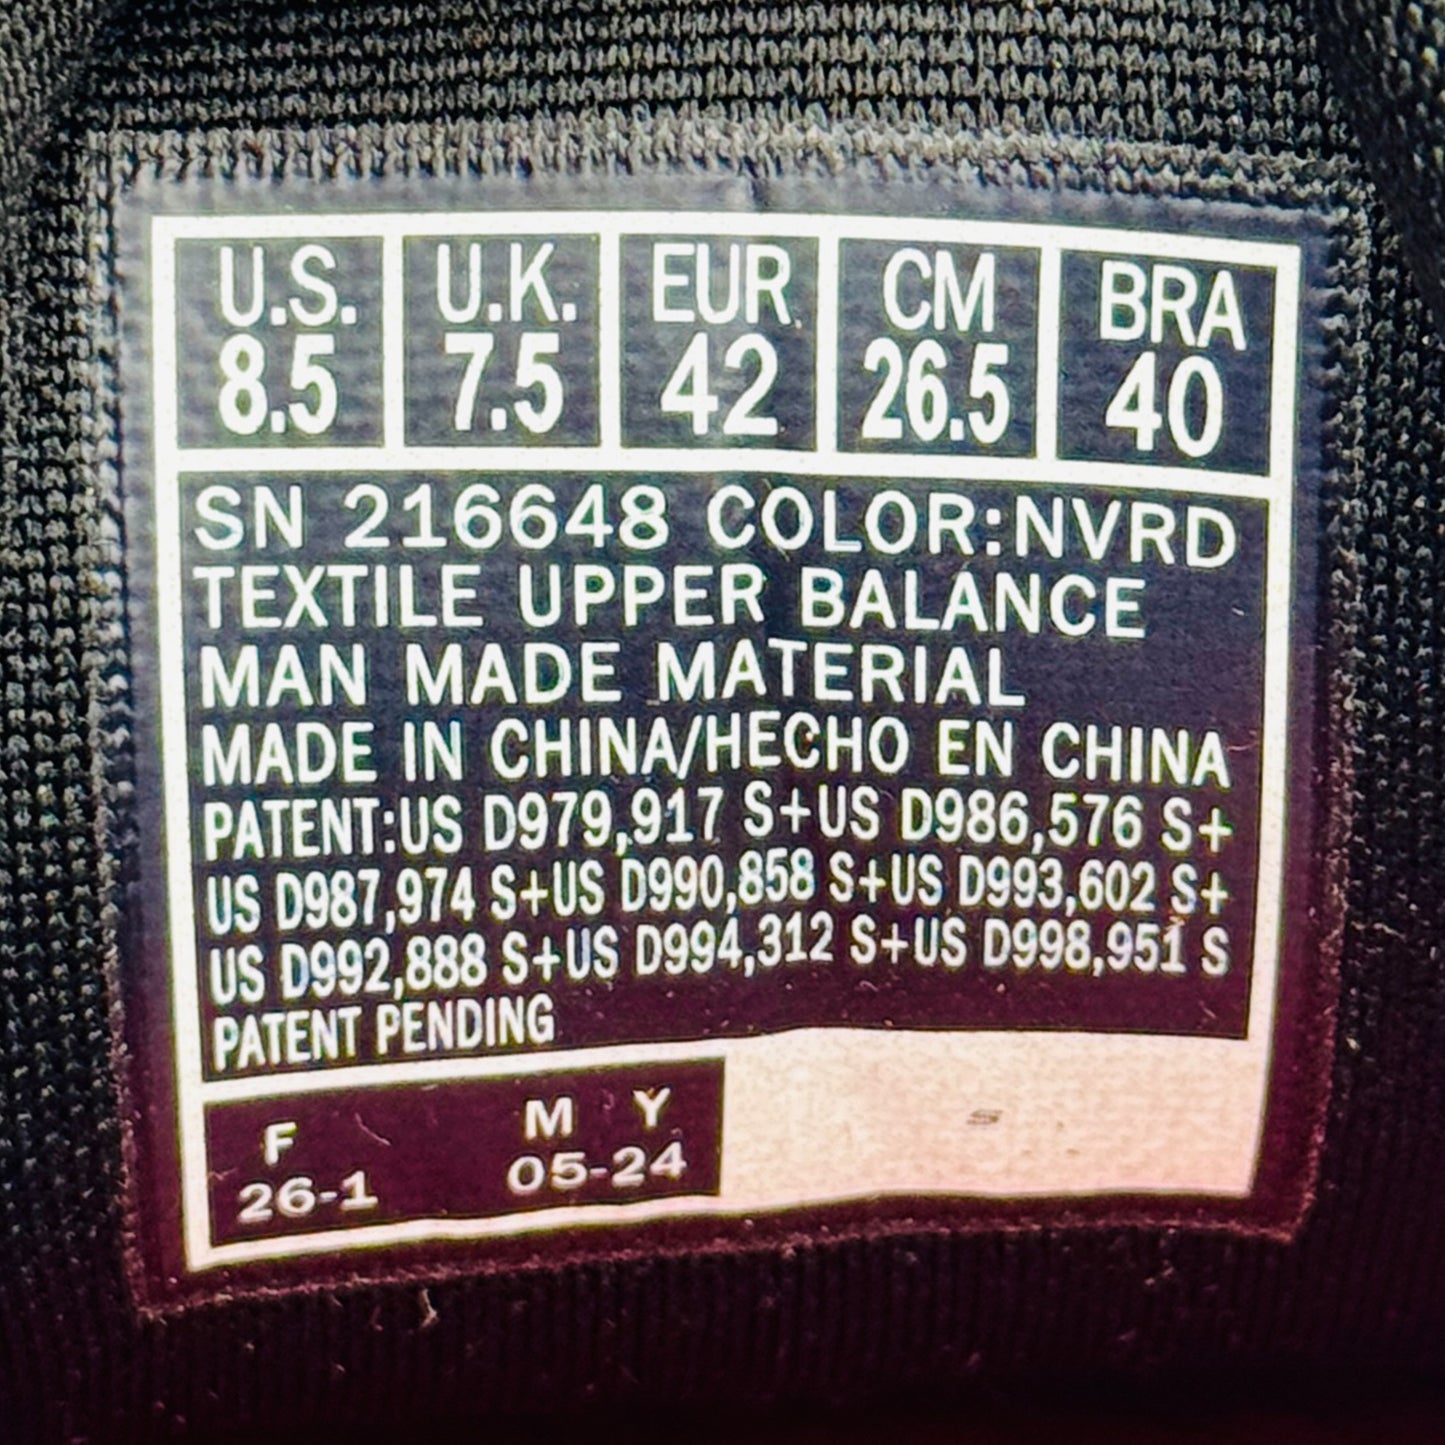 U.S. U.K. EUR CM BRA
8.5 7.5 42 26.5 40
SN 216648 COLOR:NVRD
TEXTILE UPPER BALANCE
MAN MADE MATERIAL
MADE IN CHINA/HECHO EN CHINA
PATENT:US D979,917 S+US D986,576 S+
US D987,974 S+US D990,858 S+US D993,602 S+
US D992,888 S+US D994,312 S+US D998,951 S
PATENT PENDING
F M Y
26-1 05-24